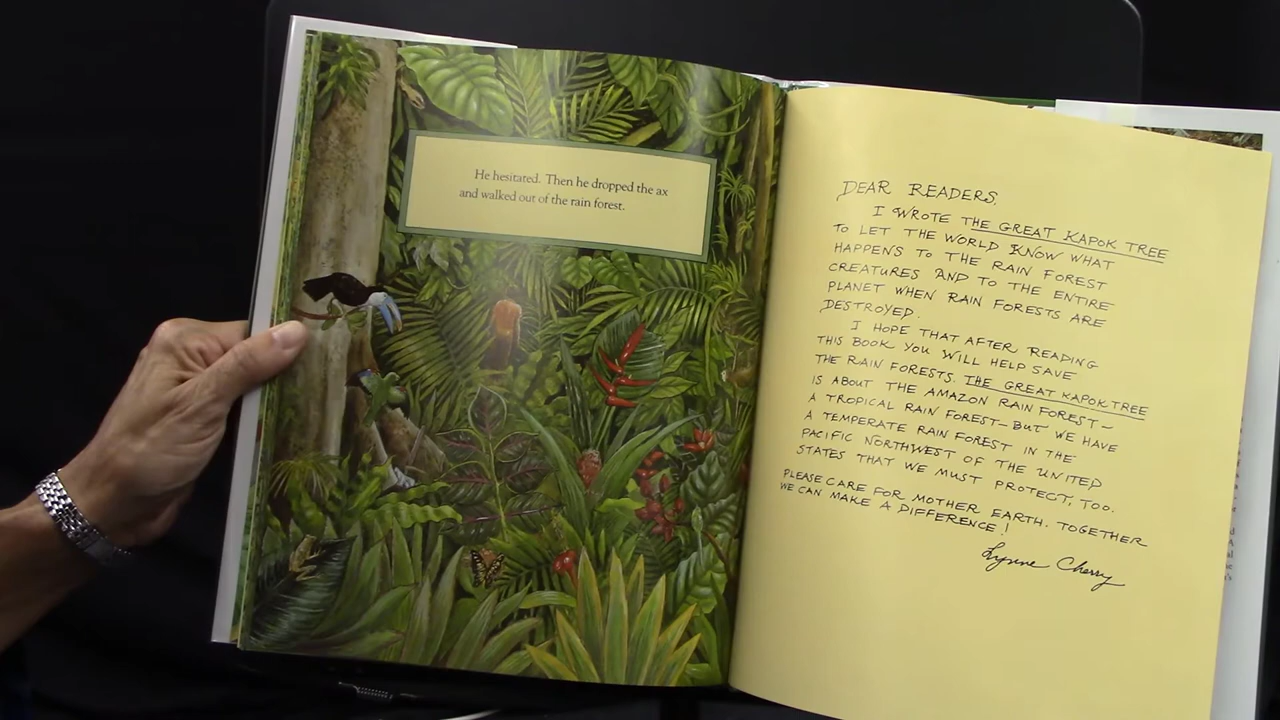 He hesitated. Then he dropped the ax
and walked out of the rain forest.
DEAR READERS,
I WROTE THE GREAT KAPOK TREE
TO LET THE WORLD KNOW WHAT
HAPPENS TO THE RAIN FOREST
CREATURES AND TO THE ENTIRE
PLANET WHEN RAIN FORESTS ARE
DESTROYED.
I HOPE THAT AFTER READING
THIS BOOK YOU WILL HELP SAVE
THE RAIN FORESTS. THE GREAT KAPOK TREE
IS ABOUT THE AMAZON RAIN FOREST—
A TROPICAL RAIN FOREST—BUT WE HAVE
A TEMPERATE RAIN FOREST IN THE
PACIFIC NORTHWEST OF THE UNITED
STATES THAT WE MUST PROTECT, TOO.
PLEASE CARE FOR MOTHER EARTH. TOGETHER
WE CAN MAKE A DIFFERENCE!
Lynne Cherry